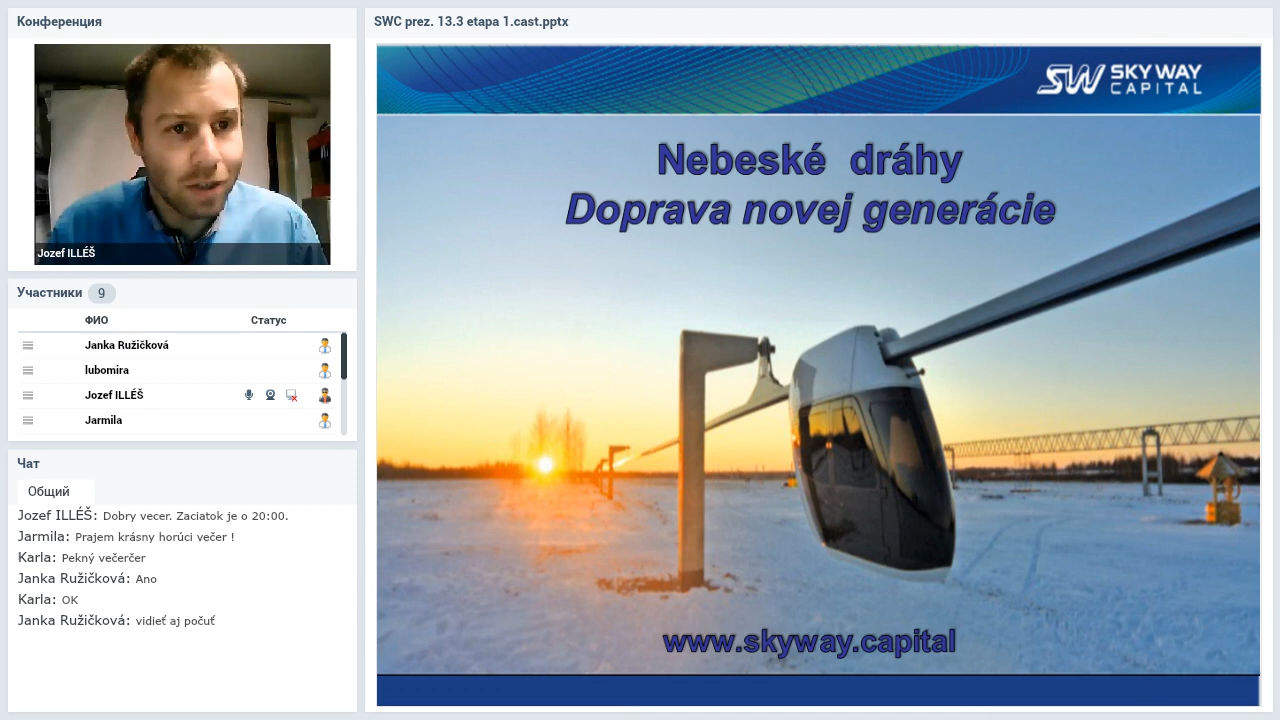 Конференция
Jozef ILLÉŠ
Участники 9
ФИО Статус
Janka Ružičková
lubomira
Jozef ILLÉŠ
Jarmila
Чат
Общий
Jozef ILLÉŠ: Dobry vecer. Zaciatok je o 20:00.
Jarmila: Prajem krásny horúci večer !
Karla: Pekný večerčer
Janka Ružičková: Ano
Karla: OK
Janka Ružičková: vidieť aj počuť
SWC prez. 13.3 etapa 1.cast.pptx
SW SKY WAY
CAPITAL
Nebeské dráhy
Doprava novej generácie
www.skyway.capital